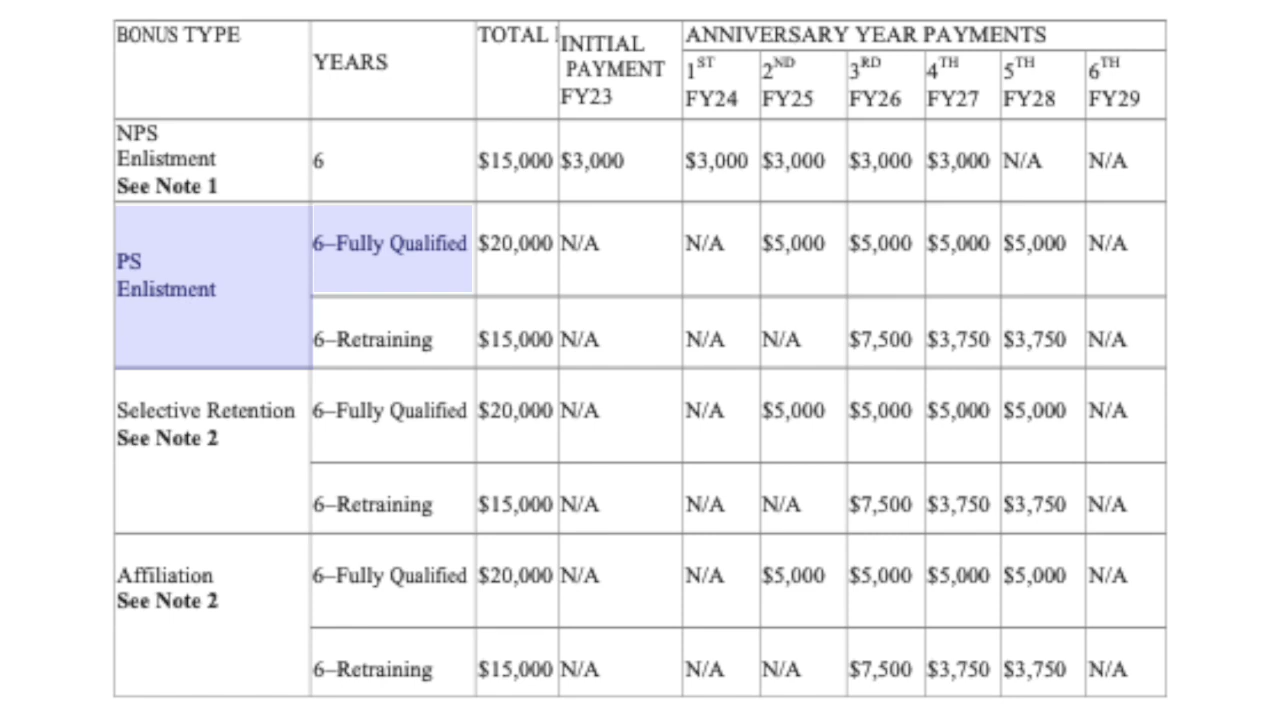 BONUS TYPE YEARS TOTAL INITIAL PAYMENT FY23 ANNIVERSARY YEAR PAYMENTS
1ST FY24 2ND FY25 3RD FY26 4TH FY27 5TH FY28 6TH FY29
NPS
Enlistment
See Note 1
6 $15,000 $3,000 $3,000 $3,000 $3,000 $3,000 N/A N/A
PS
Enlistment
6–Fully Qualified $20,000 N/A N/A $5,000 $5,000 $5,000 $5,000 N/A
6–Retraining $15,000 N/A N/A N/A $7,500 $3,750 $3,750 N/A
Selective Retention 6–Fully Qualified $20,000 N/A N/A $5,000 $5,000 $5,000 $5,000 N/A
See Note 2
6–Retraining $15,000 N/A N/A N/A $7,500 $3,750 $3,750 N/A
Affiliation 6–Fully Qualified $20,000 N/A N/A $5,000 $5,000 $5,000 $5,000 N/A
See Note 2
6–Retraining $15,000 N/A N/A N/A $7,500 $3,750 $3,750 N/A